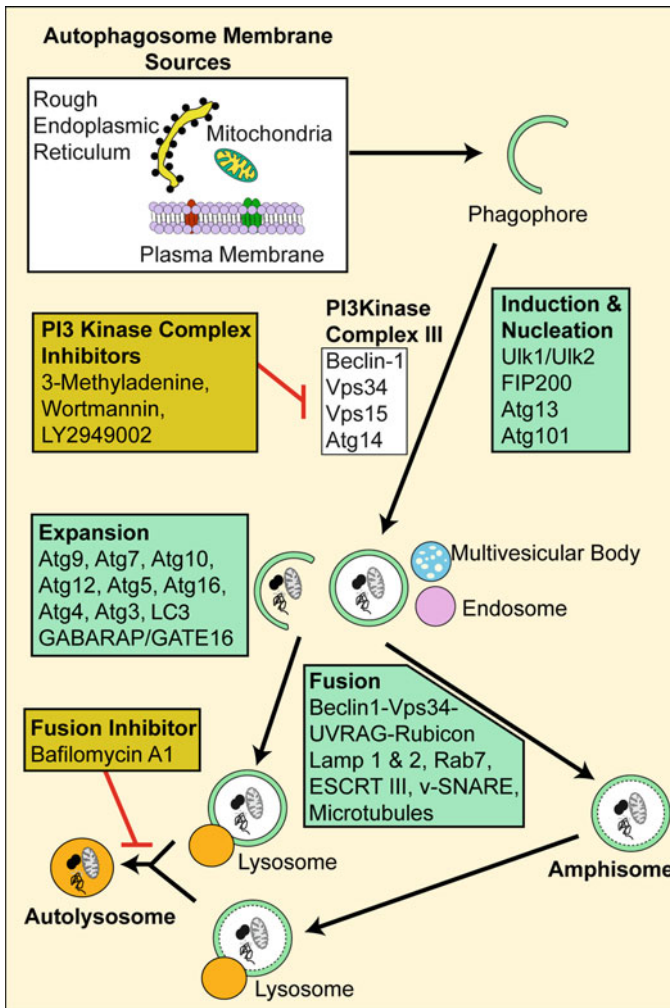 Autophagosome Membrane
Sources
Rough
Endoplasmic
Reticulum
Mitochondria
Plasma Membrane
Phagophore
PI3 Kinase Complex
Inhibitors
3-Methyladenine,
Wortmannin,
LY2949002
PI3Kinase
Complex III
Beclin-1
Vps34
Vps15
Atg14
Induction &
Nucleation
Ulk1/Ulk2
FIP200
Atg13
Atg101
Expansion
Atg9, Atg7, Atg10,
Atg12, Atg5, Atg16,
Atg4, Atg3, LC3
GABARAP/GATE16
Multivesicular Body
Endosome
Fusion
Beclin1-Vps34-
UVRAG-Rubicon
Lamp 1 & 2, Rab7,
ESCRT III, v-SNARE,
Microtubules
Fusion Inhibitor
Bafilomycin A1
Lysosome
Amphisome
Autolysosome
Lysosome